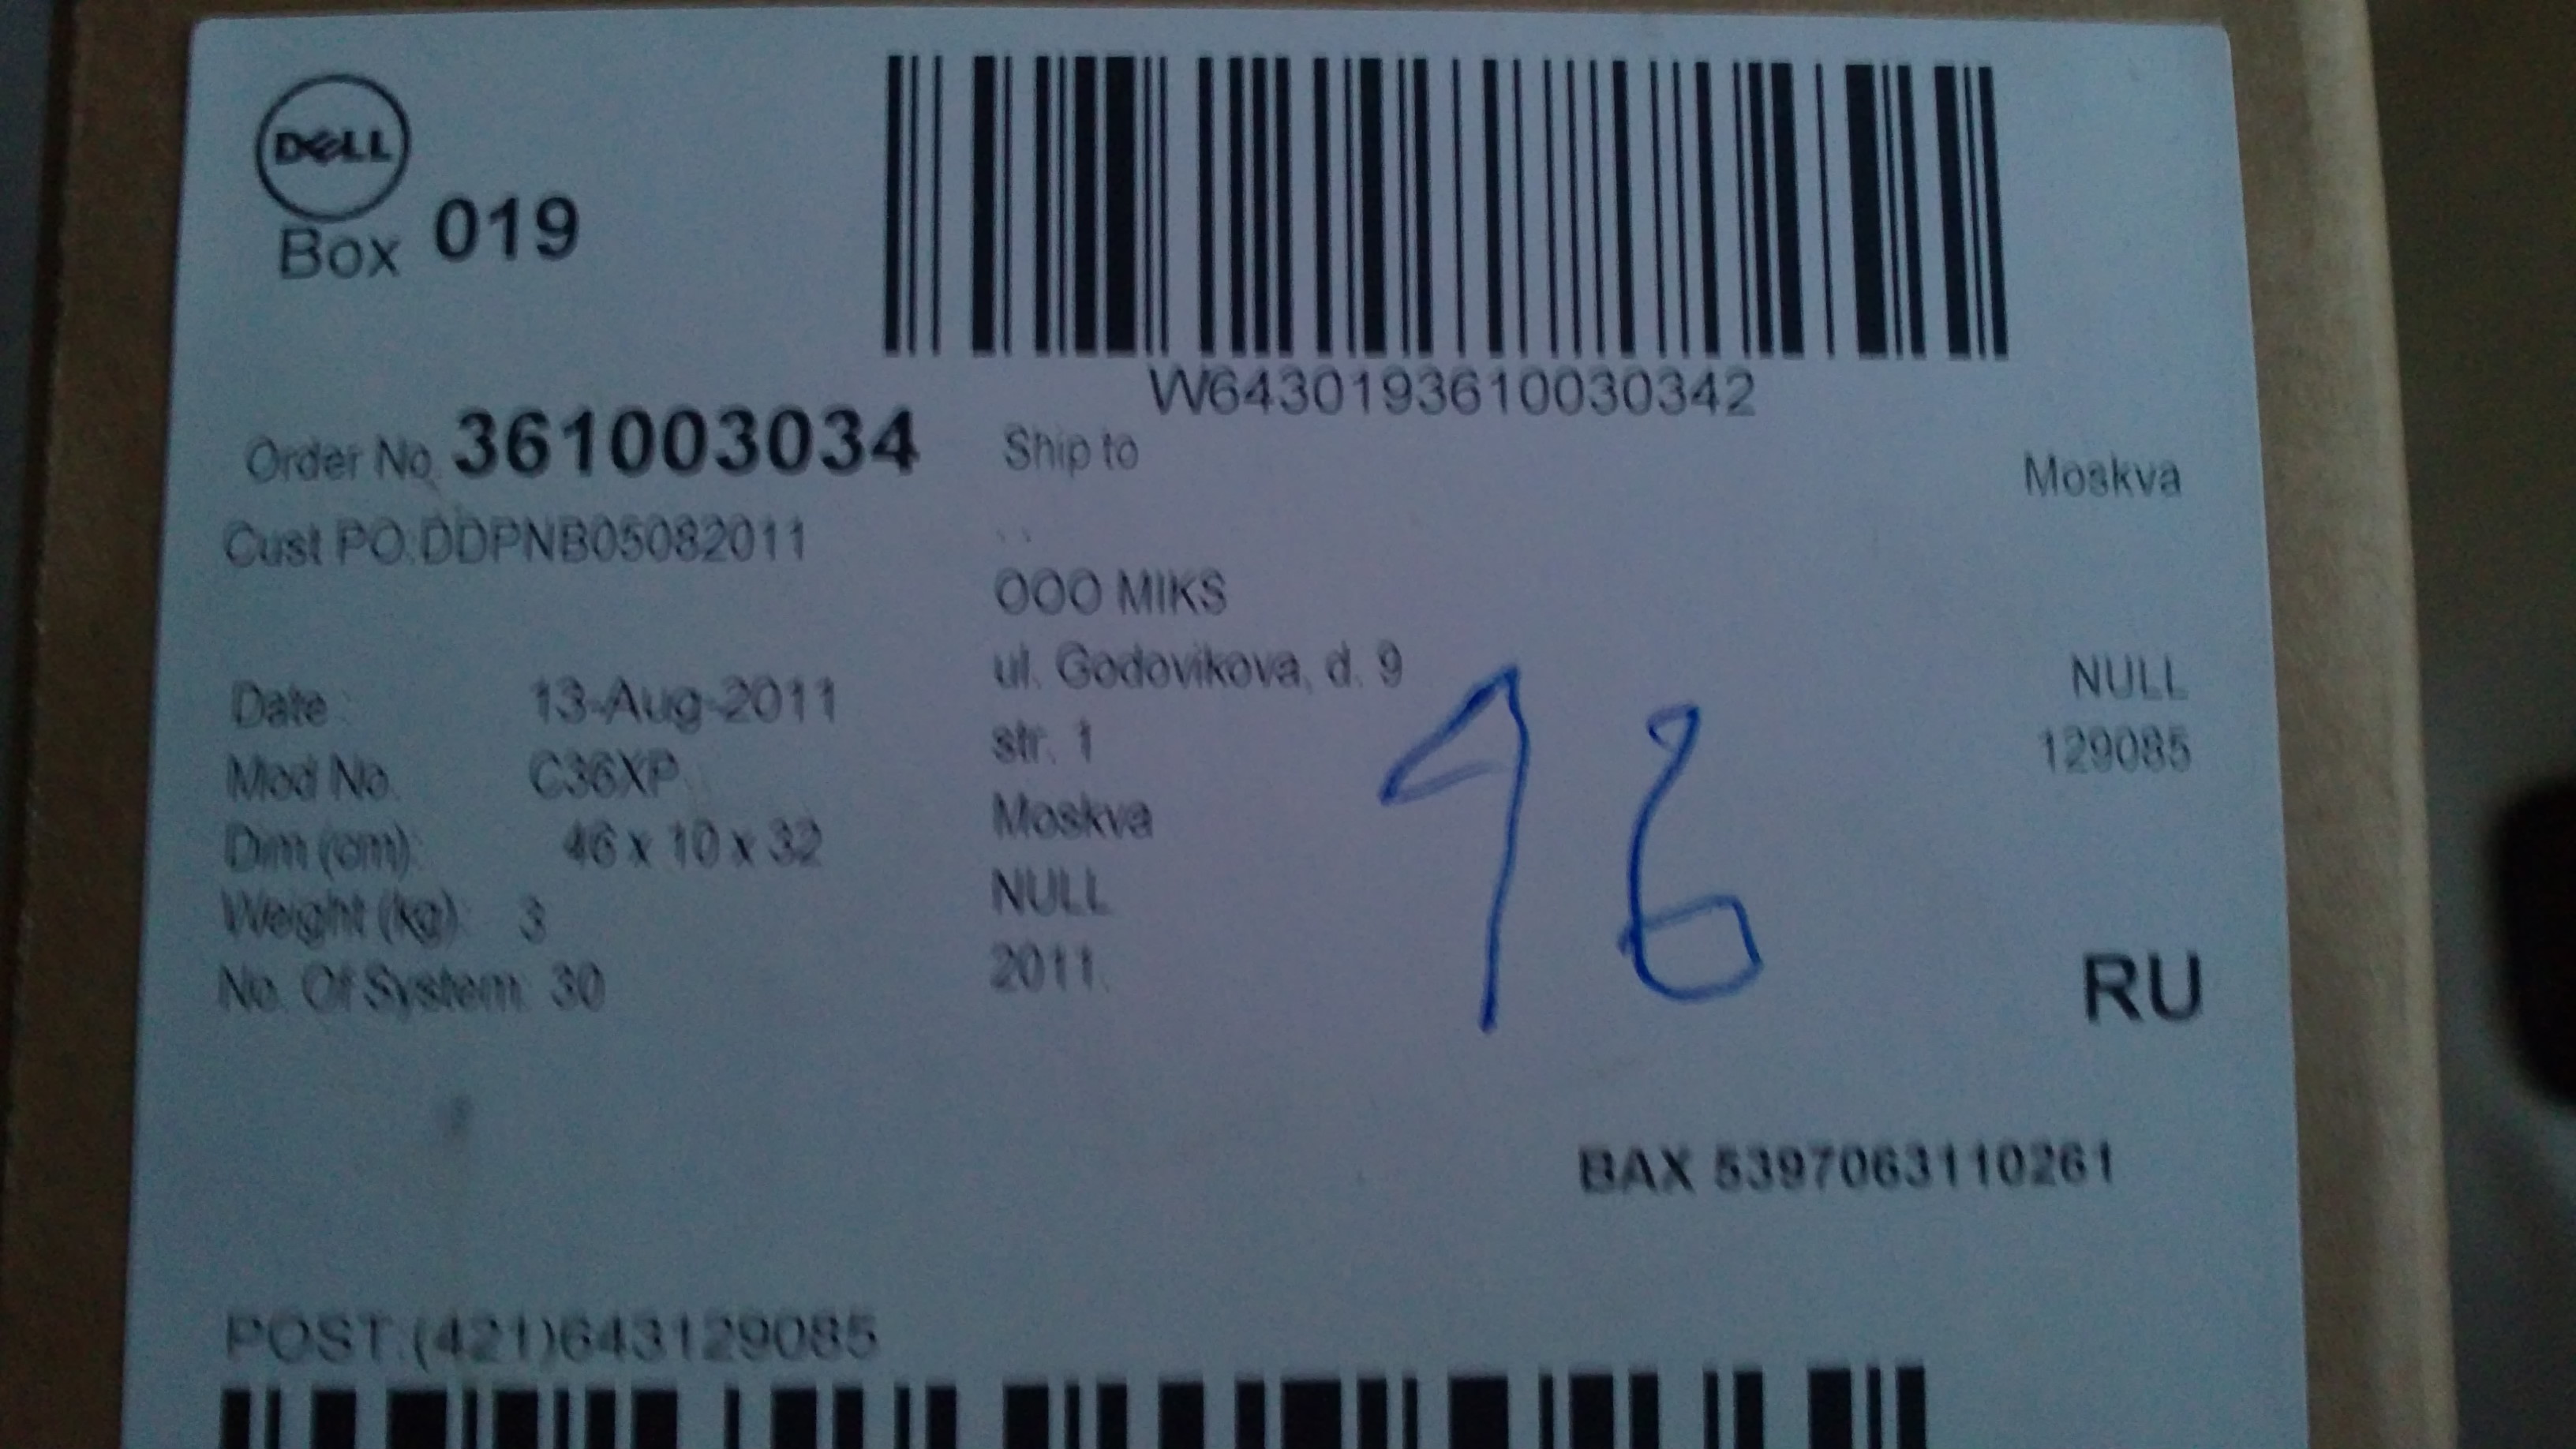 DELL
Box 019
W6430193610030342
Order No. 361003034
Cust PO.DDPNB05082011
Date : 13-Aug-2011
Mod No. C36XP
Dim (cm): 46 x 10 x 32
Weight (kg): 3
No. Of System: 30
Ship to
OOO MIKS
ul. Godovikova, d. 9
str. 1
Moskva
NULL
2011.
Moskva
NULL
129085
RU
16
BAX 5397063110261
POST:(421)643129085